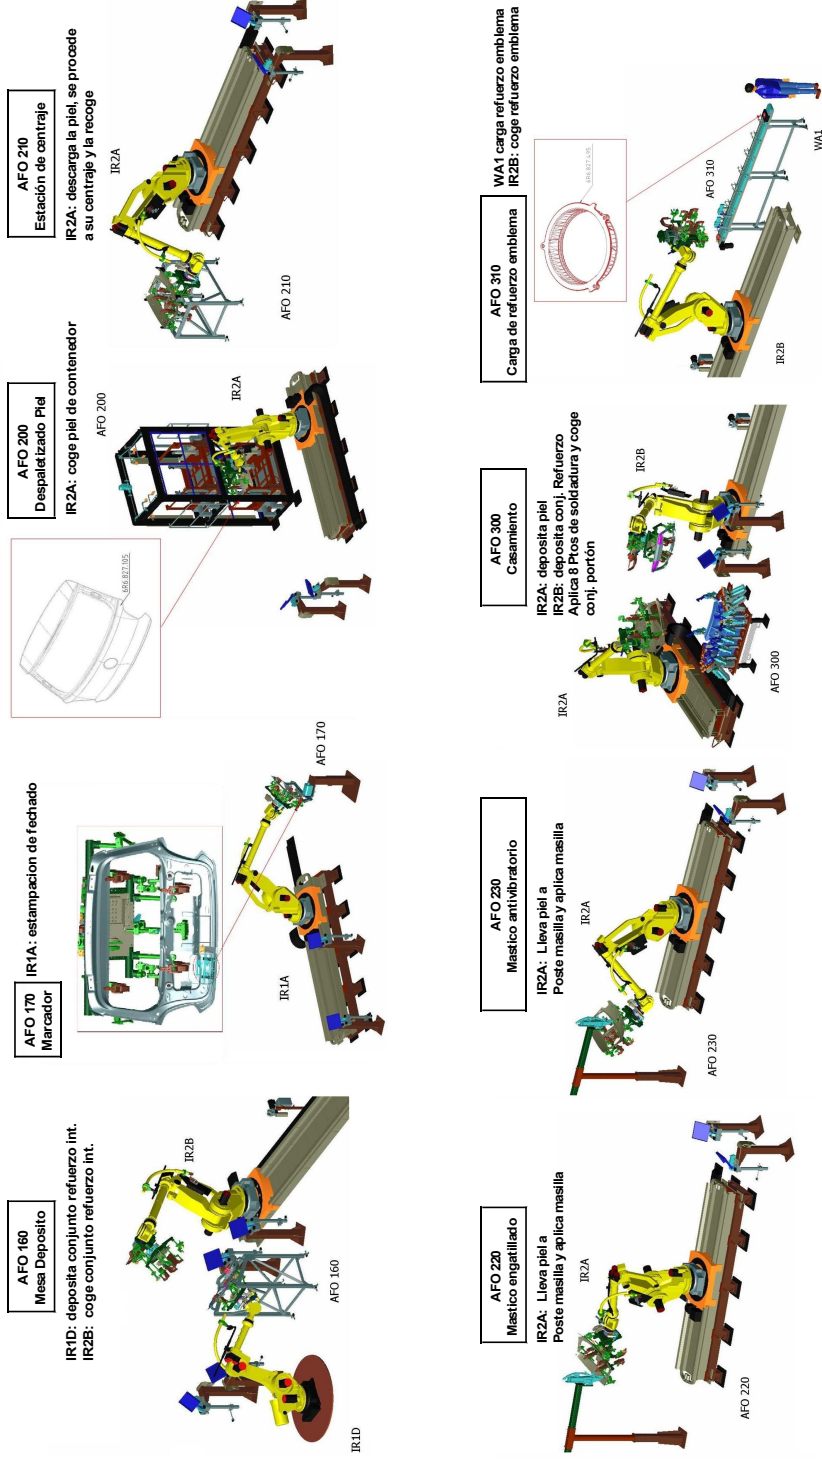 AFO 160
Mesa Deposito
IR1D: deposita conjunto refuerzo int.
IR2B: coge conjunto refuerzo int.
IR2B
AFO 160
IR1D
AFO 170
Marcador
IR1A: estampacion de fechado
IR1A
AFO 170
AFO 200
Despaletizado Piel
IR2A: coge piel de contenedor
6R6.827.105
AFO 200
IR2A
AFO 210
Estación de centraje
IR2A: descarga la piel, se procede
a su centraje y la recoge
IR2A
AFO 210
AFO 220
Mastico engatillado
IR2A: Lleva piel a
Poste masilla y aplica masilla
IR2A
AFO 220
AFO 230
Mastico antivibratorio
IR2A: Lleva piel a
Poste masilla y aplica masilla
IR2A
AFO 230
AFO 300
Casamiento
IR2A: deposita piel
IR2B: deposita conj. Refuerzo
Aplica 8 Ptos de soldadura y coge
conj. portón
IR2A
IR2B
AFO 300
AFO 310
Carga de refuerzo emblema
WA1 carga refuerzo emblema
IR2B: coge refuerzo emblema
6R6.827.495
AFO 310
IR2B
WA1